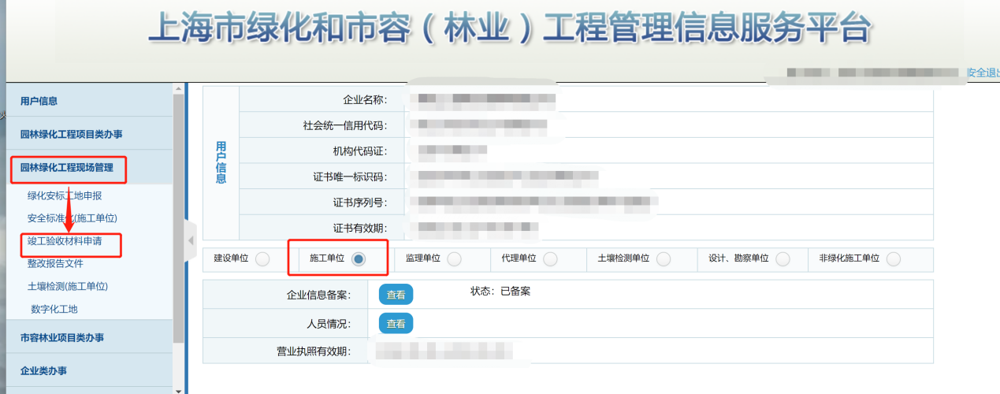 上海市绿化和市容（林业）工程管理信息服务平台
安全退出
用户信息
园林绿化工程项目类办事
园林绿化工程现场管理
绿化安标工地申报
安全标准化(施工单位)
竣工验收材料申请
整改报告文件
土壤检测(施工单位)
数字化工地
市容林业项目类办事
企业类办事
用户信息
企业名称：
社会统一信用代码：
机构代码证：
证书唯一标识码：
证书序列号：
证书有效期：
建设单位 施工单位 监理单位 代理单位 土壤检测单位 设计、勘察单位 非绿化施工单位
企业信息备案： 查看 状态：已备案
人员情况： 查看
营业执照有效期：